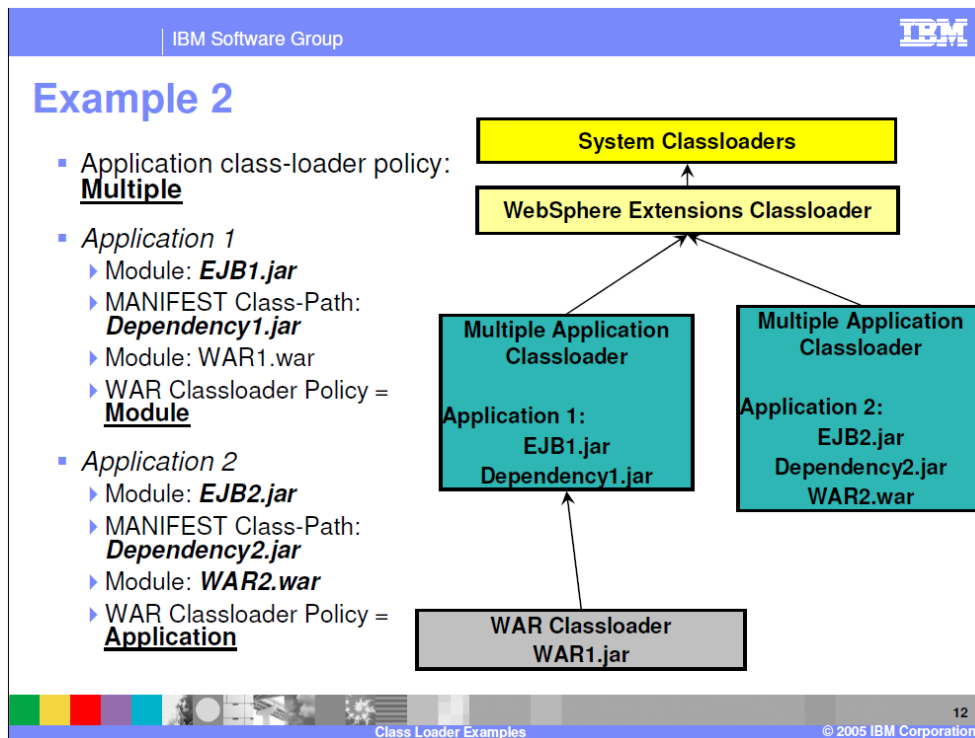 IBM Software Group
IBM
Example 2
Application class-loader policy:
Multiple
Application 1
Module: EJB1.jar
MANIFEST Class-Path:
Dependency1.jar
Module: WAR1.war
WAR Classloader Policy =
Module
Application 2
Module: EJB2.jar
MANIFEST Class-Path:
Dependency2.jar
Module: WAR2.war
WAR Classloader Policy =
Application
System Classloaders
WebSphere Extensions Classloader
Multiple Application
Classloader
Application 1:
EJB1.jar
Dependency1.jar
Multiple Application
Classloader
Application 2:
EJB2.jar
Dependency2.jar
WAR2.war
WAR Classloader
WAR1.jar
12
Class Loader Examples
© 2005 IBM Corporation